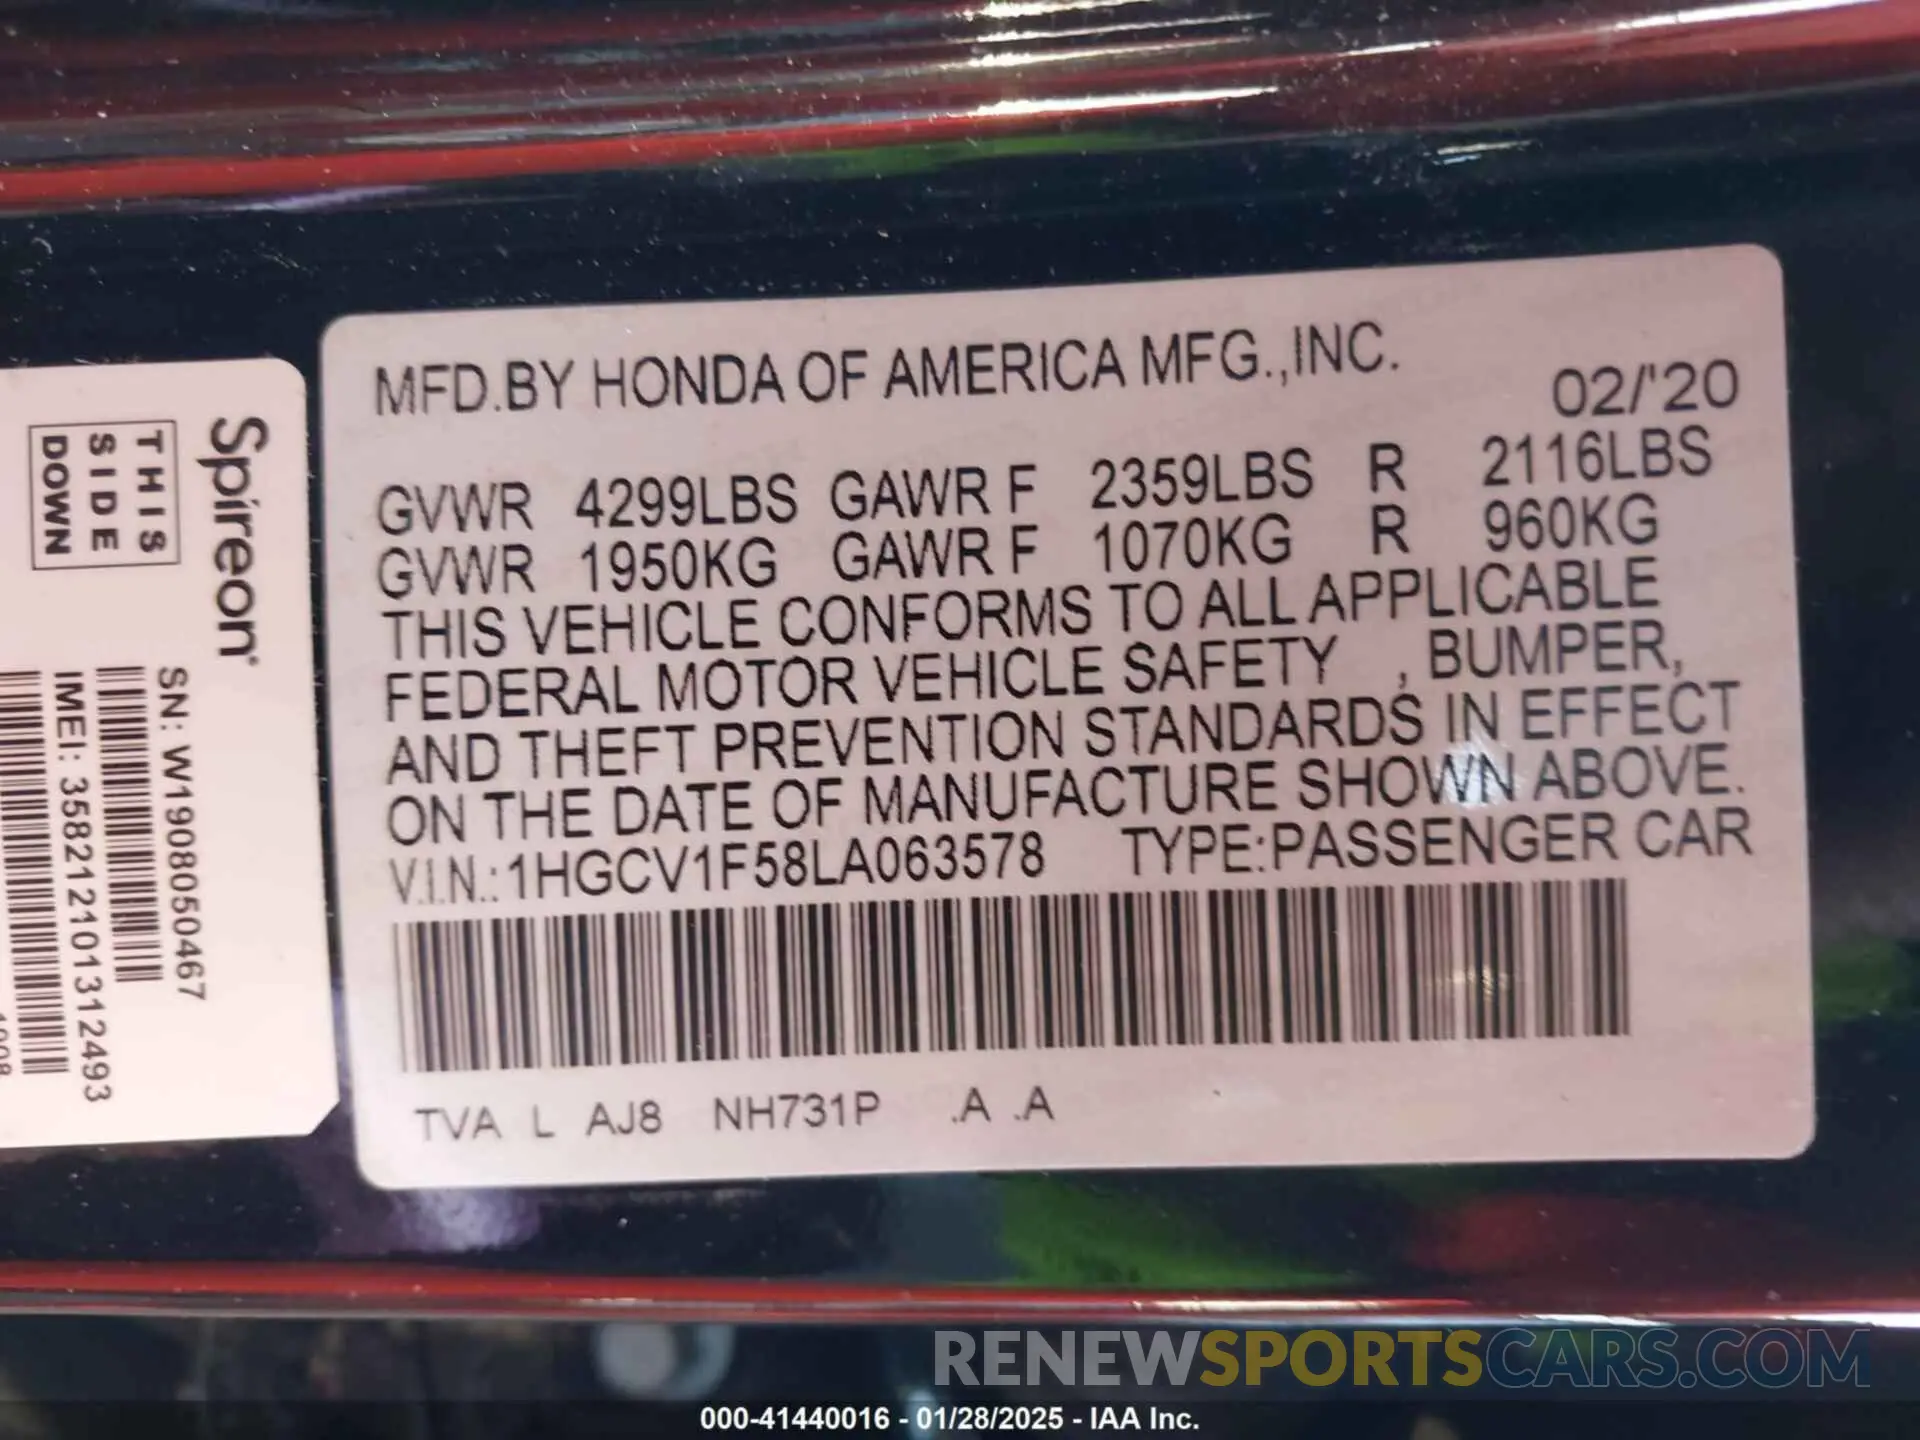 MFD.BY HONDA OF AMERICA MFG.,INC.
02/'20
GVWR 4299LBS GAWR F 2359LBS R 2116LBS
GVWR 1950KG GAWR F 1070KG R 960KG
THIS VEHICLE CONFORMS TO ALL APPLICABLE
FEDERAL MOTOR VEHICLE SAFETY , BUMPER,
AND THEFT PREVENTION STANDARDS IN EFFECT
ON THE DATE OF MANUFACTURE SHOWN ABOVE.
V.I.N.:1HGCV1F58LA063578 TYPE:PASSENGER CAR
TVA L AJ8 NH731P .A .A
Spireon®
THIS
SIDE
DOWN
SN: W190805050467
IMEI: 358212101312493
RENEWSPORTSCARS.COM
000-41440016 - 01/28/2025 - IAA Inc.